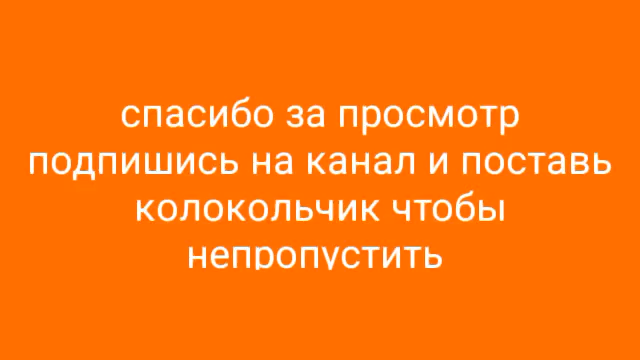 спасибо за просмотр
подпишись на канал и поставь
колокольчик чтобы
непропустить